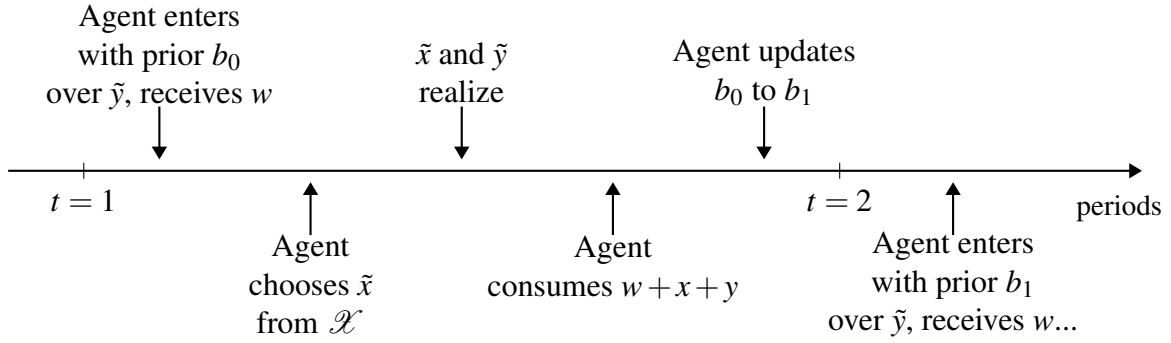 Agent enters
with prior b₀
over ỹ, receives w
x̃ and ỹ
realize
Agent updates
b₀ to b₁
t = 1
t = 2
periods
Agent
chooses x̃
from 𝒳
Agent
consumes w + x + y
Agent enters
with prior b₁
over ỹ, receives w...